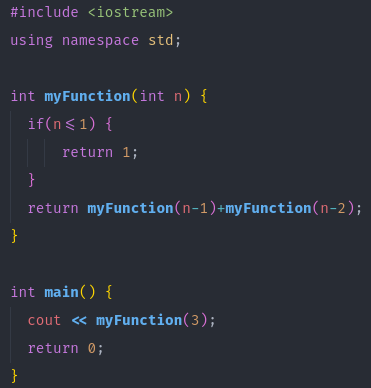 #include <iostream>
using namespace std;
int myFunction(int n) {
if(n<=1) {
return 1;
}
return myFunction(n-1)+myFunction(n-2);
}
int main() {
cout << myFunction(3);
return 0;
}